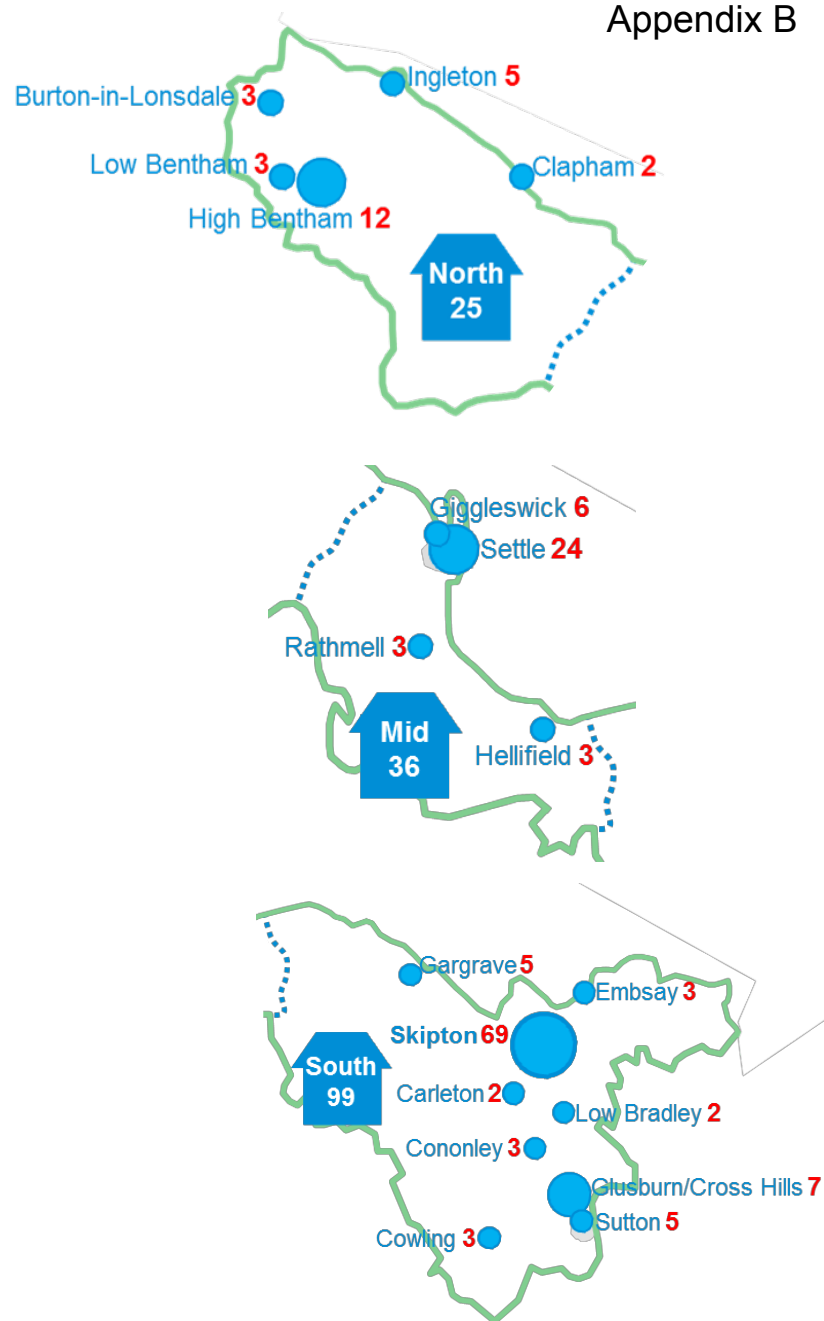 Appendix B
Ingleton 5
Burton-in-Lonsdale 3
Low Bentham 3
Clapham 2
High Bentham 12
North
25
Giggleswick 6
Settle 24
Rathmell 3
Mid
36
Hellifield 3
Gargrave 5
Embsay 3
Skipton 69
South
99
Carleton 2
Low Bradley 2
Cononley 3
Glusburn/Cross Hills 7
Sutton 5
Cowling 3